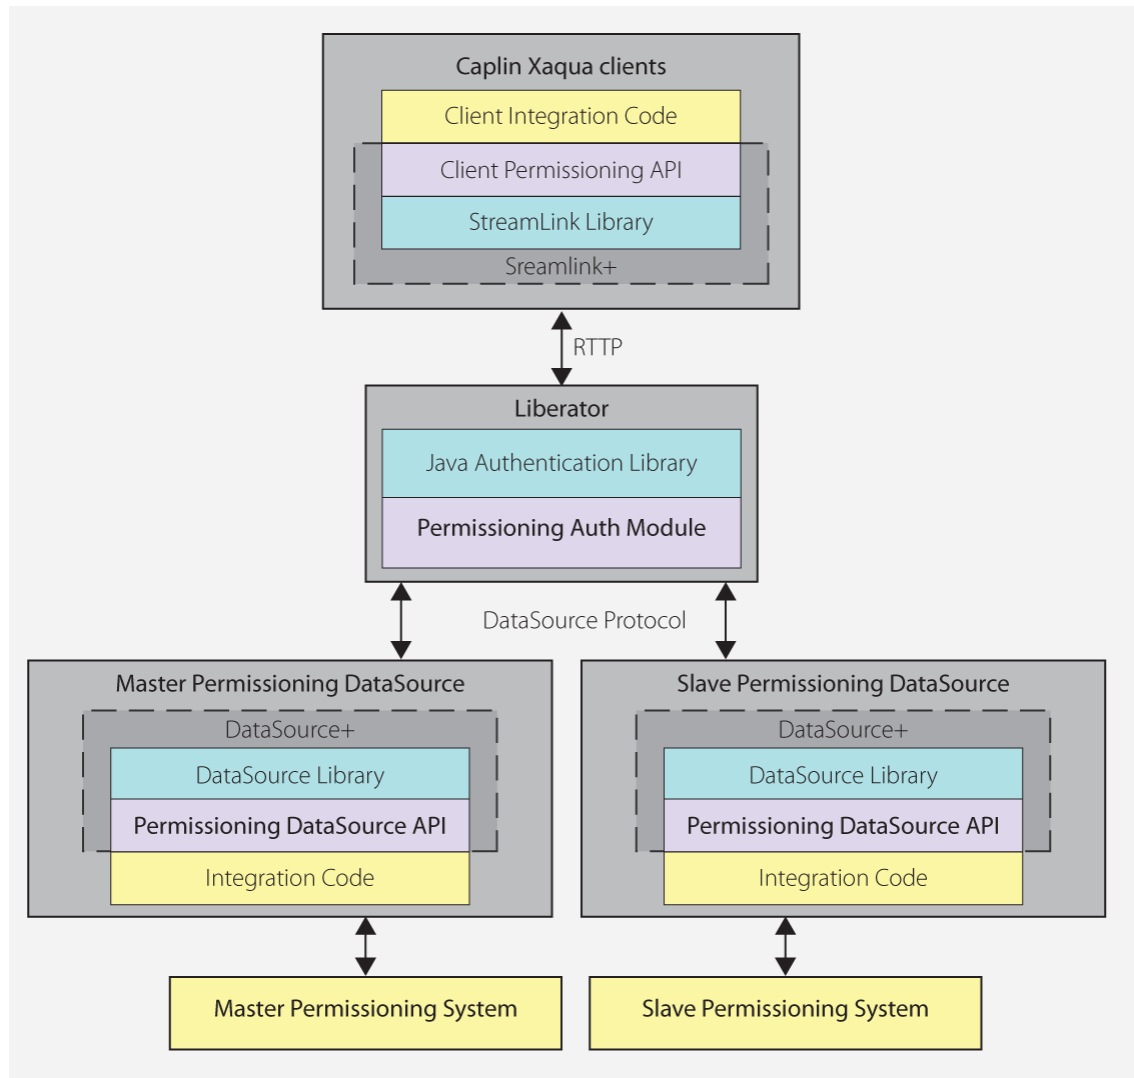 Caplin Xaqua clients
Client Integration Code
Client Permissioning API
StreamLink Library
Sreamlink+
RTTP
Liberator
Java Authentication Library
Permissioning Auth Module
DataSource Protocol
Master Permissioning DataSource
DataSource+
DataSource Library
Permissioning DataSource API
Integration Code
Slave Permissioning DataSource
DataSource+
DataSource Library
Permissioning DataSource API
Integration Code
Master Permissioning System
Slave Permissioning System